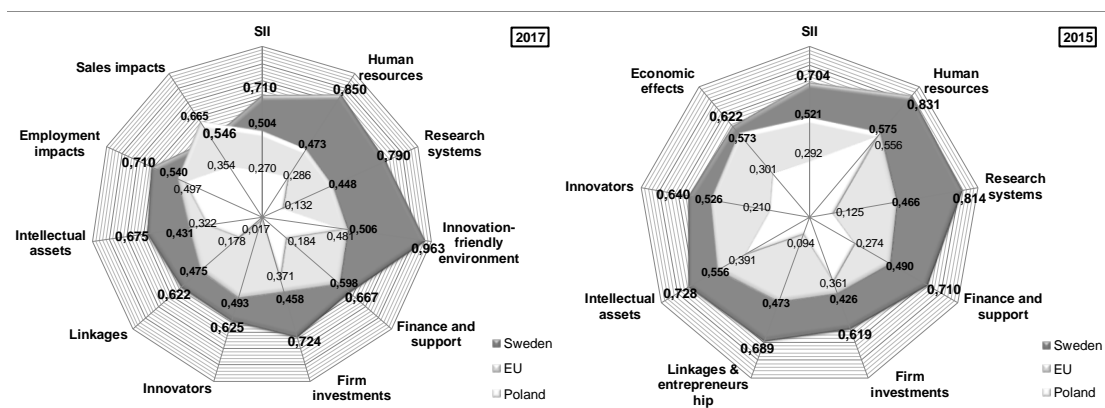 SII
2017
Sales impacts
Human
resources
0,710
0,850
0,665
0,546
0,504
0,473
Employment
impacts
Research
systems
0,710
0,790
0,540
0,354
0,270
0,286
0,448
0,497
0,132
0,322
0,017
0,506
Intellectual
assets
0,675
0,431
0,178
0,184
0,481
Innovation-
friendly
environment
0,963
0,475
0,371
0,598
0,622
0,493
0,458
0,667
Linkages
0,625
0,724
Finance and
support
Innovators
Firm
investments
Sweden
EU
Poland
SII
2015
Economic
effects
Human
resources
0,704
0,831
0,622
0,521
0,575
0,573
0,556
0,301
0,292
Innovators
0,640
0,526
0,210
0,125
0,466
Research
systems
0,814
0,094
0,274
0,391
0,490
0,556
0,361
Intellectual
assets
0,728
0,473
0,426
0,710
Finance and
support
0,689
0,619
Linkages &
entrepreneurs
hip
Firm
investments
Sweden
EU
Poland